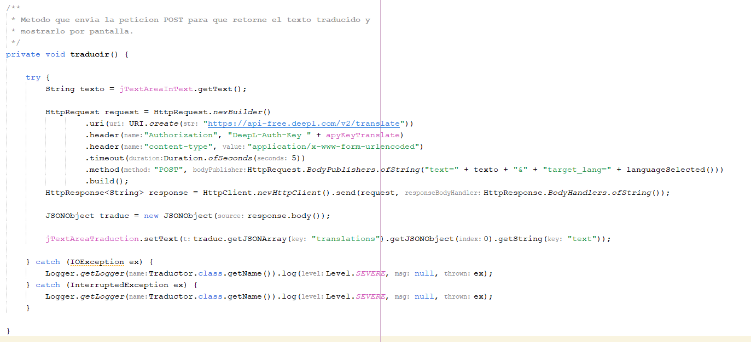 /**
 * Metodo que envia la peticion POST para que retorne el texto traducido y
 * mostrarlo por pantalla.
 */
private void traducir() {
try {
String texto = jTextAreaInText.getText();
HttpRequest request = HttpRequest.newBuilder()
.uri(uri: URI.create(str: "https://api-free.deepl.com/v2/translate"))
.header(name:"Authorization", "DeepL-Auth-Key " + apyKeyTranslate)
.header(name:"content-type", value:"application/x-www-form-urlencoded")
.timeout(duration:Duration.ofSeconds(seconds: 5))
.method(method: "POST", bodyPublisher:HttpRequest.BodyPublishers.ofString("text=" + texto + "&" + "target_lang=" + languageSelected()))
.build();
HttpResponse<String> response = HttpClient.newHttpClient().send(request, responseBodyHandler: HttpResponse.BodyHandlers.ofString());
JSONObject traduc = new JSONObject(source: response.body());
jTextAreaTraduction.setText(t: traduc.getJSONArray(key: "translations").getJSONObject(index: 0).getString(key: "text"));
} catch (IOException ex) {
Logger.getLogger(name:Traductor.class.getName()).log(level: Level.SEVERE, msg: null, thrown: ex);
} catch (InterruptedException ex) {
Logger.getLogger(name:Traductor.class.getName()).log(level: Level.SEVERE, msg: null, thrown: ex);
}
}